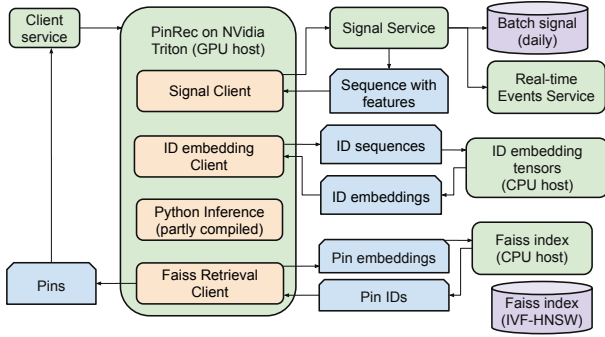 Client
service
PinRec on NVidia
Triton (GPU host)
Signal Service
Batch signal
(daily)
Signal Client
Sequence with
features
Real-time
Events Service
ID embedding
Client
ID sequences
ID embeddings
ID embedding
tensors
(CPU host)
Python Inference
(partly compiled)
Faiss Retrieval
Client
Pin embeddings
Faiss index
(CPU host)
Pins
Pin IDs
Faiss index
(IVF-HNSW)